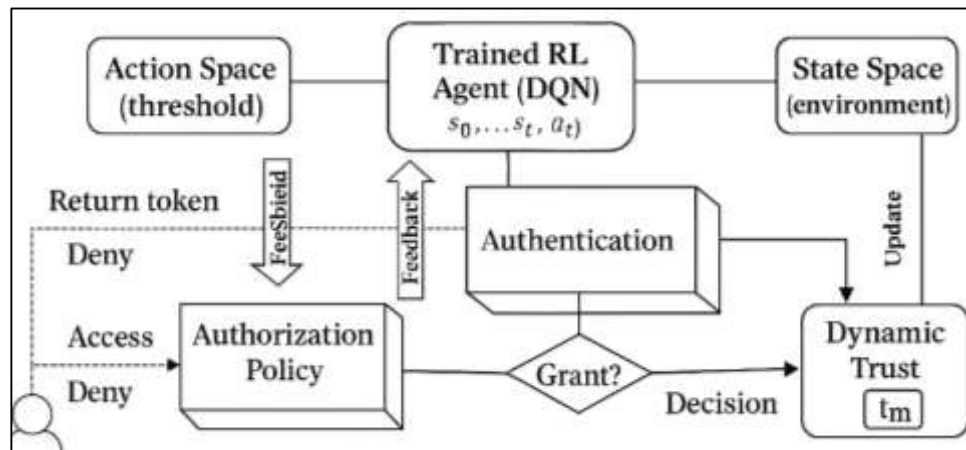 Action Space
(threshold)
Trained RL
Agent (DQN)
s₀,...sₜ, aₜ)
State Space
(environment)
Return token
Deny
FeeSbieid
Feedback
Authentication
Update
Access
Deny
Authorization
Policy
Grant?
Decision
Dynamic
Trust
tₘ